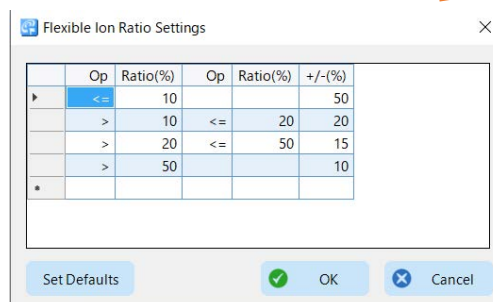 Flexible Ion Ratio Settings
Op Ratio(%) Op Ratio(%) +/-(%)
<= 10 50
> 10 <= 20 20
> 20 <= 50 15
> 50 10
Set Defaults OK Cancel